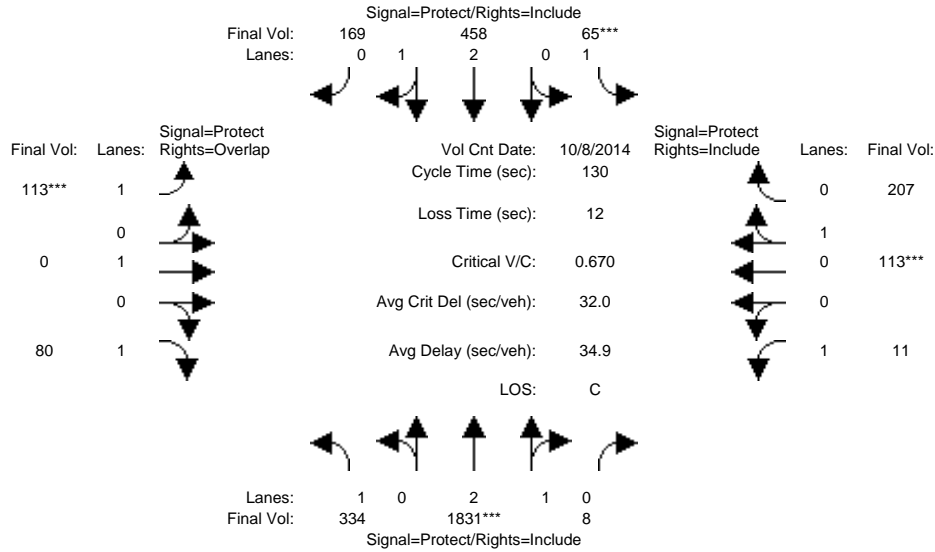 Signal=Protect/Rights=Include
Final Vol: 169 458 65***
Lanes: 0 1 2 0 1
Signal=Protect Signal=Protect
Final Vol: Lanes: Rights=Overlap Vol Cnt Date: 10/8/2014 Rights=Include Lanes: Final Vol:
Cycle Time (sec): 130
113*** 1 0 207
Loss Time (sec): 12
0 1
0 1 Critical V/C: 0.670 0 113***
0 Avg Crit Del (sec/veh): 32.0 0
80 1 Avg Delay (sec/veh): 34.9 1 11
LOS: C
Lanes: 1 0 2 1 0
Final Vol: 334 1831*** 8
Signal=Protect/Rights=Include